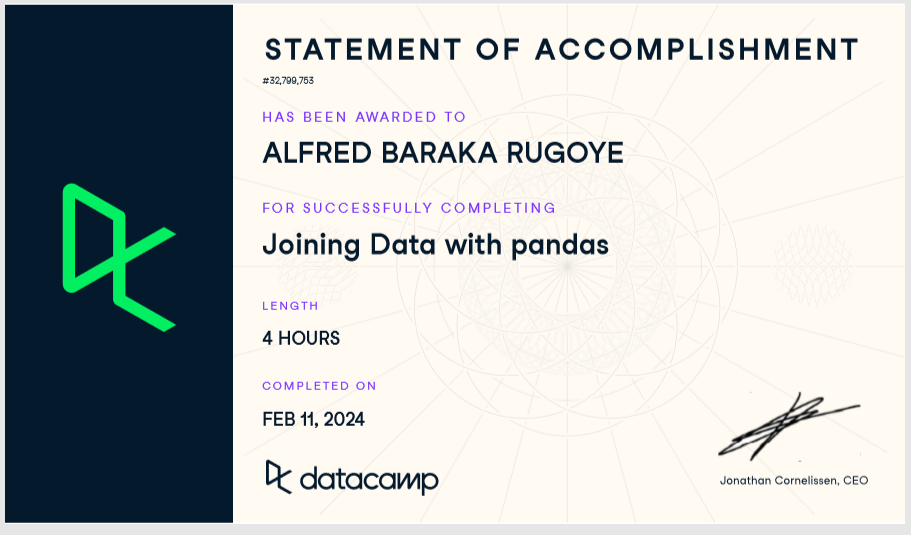 STATEMENT OF ACCOMPLISHMENT
#32,799,753
HAS BEEN AWARDED TO
ALFRED BARAKA RUGOYE
FOR SUCCESSFULLY COMPLETING
Joining Data with pandas
LENGTH
4 HOURS
COMPLETED ON
FEB 11, 2024
datacamp
Jonathan Cornelissen, CEO